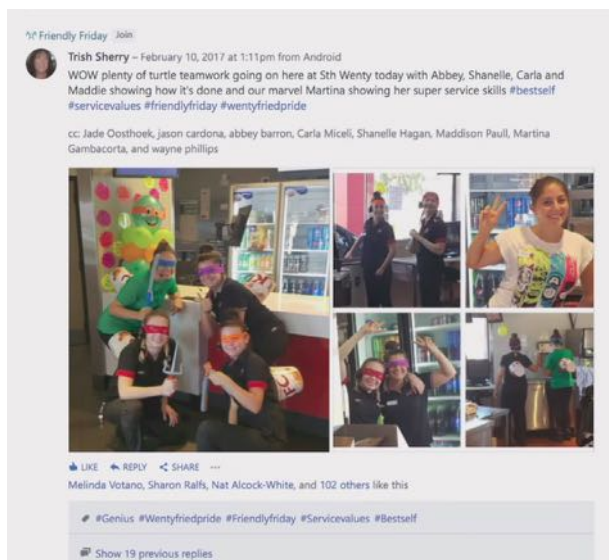 Friendly Friday Join
Trish Sherry – February 10, 2017 at 1:11pm from Android
WOW plenty of turtle teamwork going on here at Sth Wenty today with Abbey, Shanelle, Carla and
Maddie showing how it's done and our marvel Martina showing her super service skills #bestself
#servicevalues #friendlyfriday #wentyfriedpride
cc: Jade Oosthoek, jason cardona, abbey barron, Carla Miceli, Shanelle Hagan, Maddison Paull, Martina
Gambacorta, and wayne phillips
LIKE REPLY SHARE ...
Melinda Votano, Sharon Ralfs, Nat Alcock-White, and 102 others like this
#Genius #Wentyfriedpride #Friendlyfriday #Servicevalues #Bestself
Show 19 previous replies